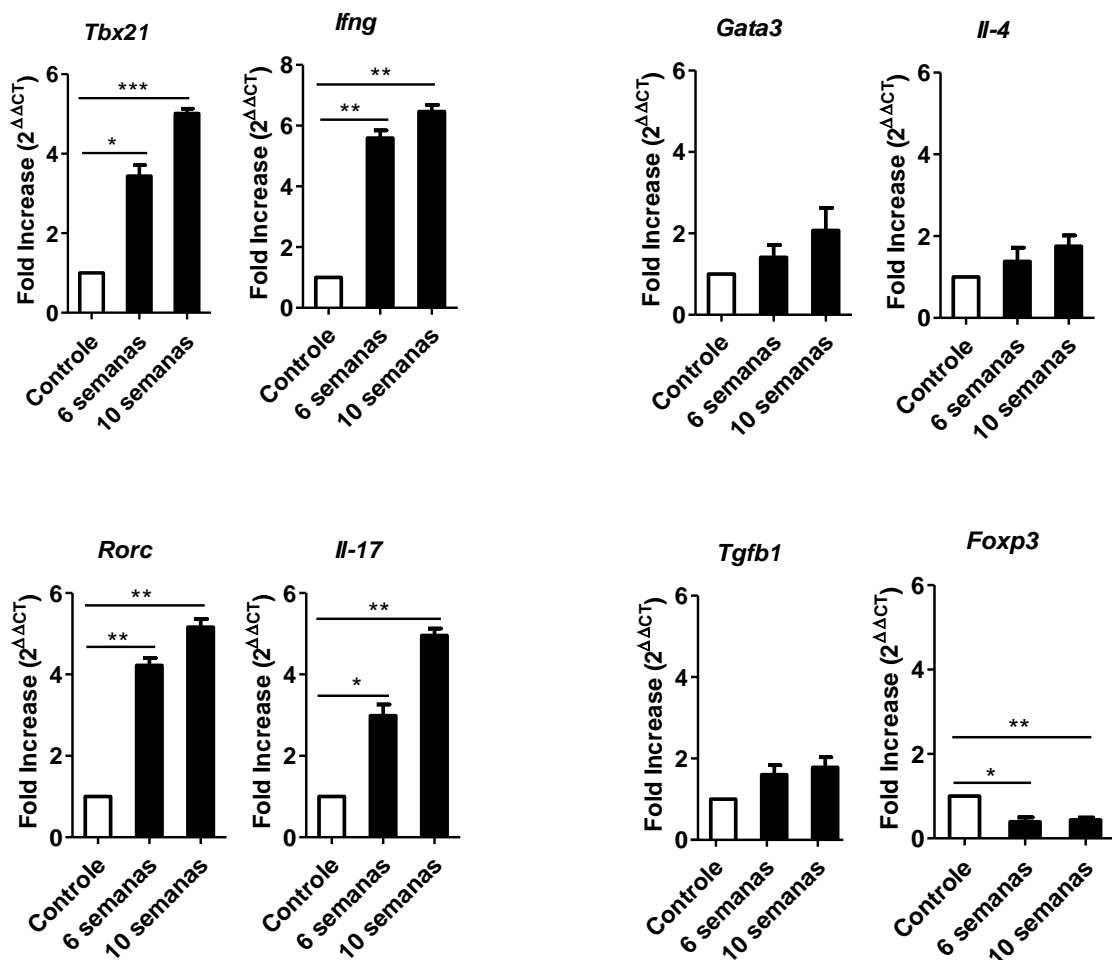 Tbx21
Fold Increase (2^ΔΔCT)
6
4
2
0
***
*
Controle
6 semanas
10 semanas
Ifng
Fold Increase (2^ΔΔCT)
8
6
4
2
0
**
**
Controle
6 semanas
10 semanas
Gata3
Fold Increase (2^ΔΔCT)
6
4
2
0
Controle
6 semanas
10 semanas
Il-4
Fold Increase (2^ΔΔCT)
6
4
2
0
Controle
6 semanas
10 semanas
Rorc
Fold Increase (2^ΔΔCT)
6
4
2
0
**
**
Controle
6 semanas
10 semanas
Il-17
Fold Increase (2^ΔΔCT)
6
4
2
0
**
*
Controle
6 semanas
10 semanas
Tgfb1
Fold Increase (2^ΔΔCT)
6
4
2
0
Controle
6 semanas
10 semanas
Foxp3
Fold Increase (2^ΔΔCT)
6
4
2
0
**
*
Controle
6 semanas
10 semanas